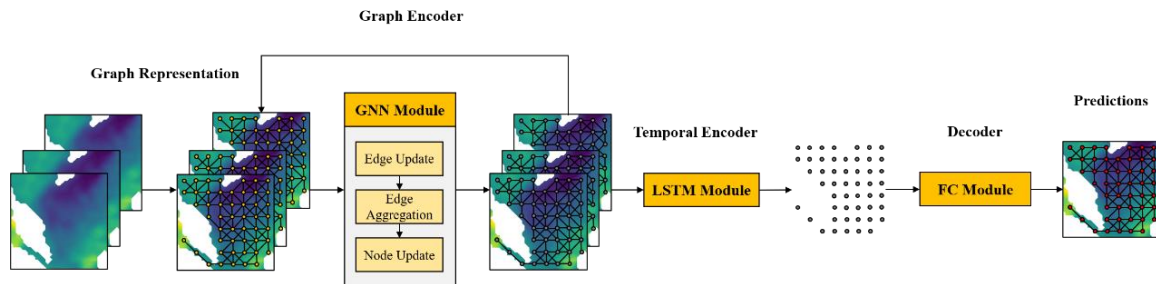 Graph Encoder
Graph Representation
GNN Module
Edge Update
Edge
Aggregation
Node Update
Temporal Encoder
LSTM Module
Decoder
FC Module
Predictions